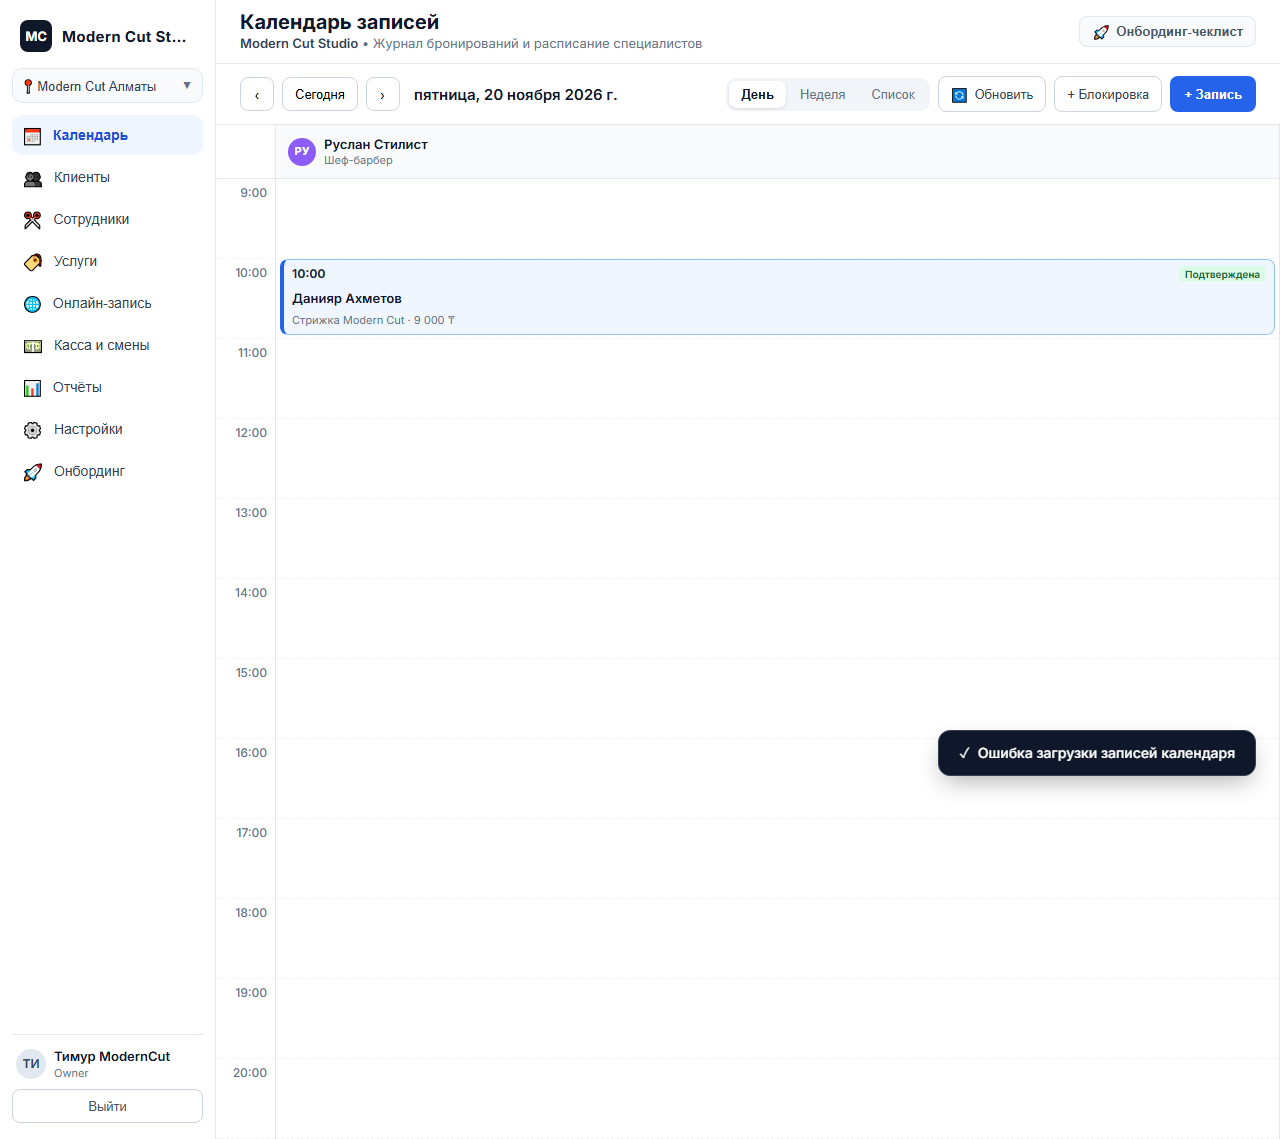 MC Modern Cut St...
Modern Cut Алматы ▼
Календарь
Клиенты
Сотрудники
Услуги
Онлайн-запись
Касса и смены
Отчёты
Настройки
Онбординг
ТИ
Тимур ModernCut
Owner
Выйти
Календарь записей
Modern Cut Studio • Журнал бронирований и расписание специалистов
Онбординг-чеклист
‹ Сегодня › пятница, 20 ноября 2026 г.
День Неделя Список
Обновить
+ Блокировка
+ Запись
РУ
Руслан Стилист
Шеф-барбер
9:00
10:00
10:00 Подтверждена
Данияр Ахметов
Стрижка Modern Cut · 9 000 ₸
11:00
12:00
13:00
14:00
15:00
16:00
✓ Ошибка загрузки записей календаря
17:00
18:00
19:00
20:00